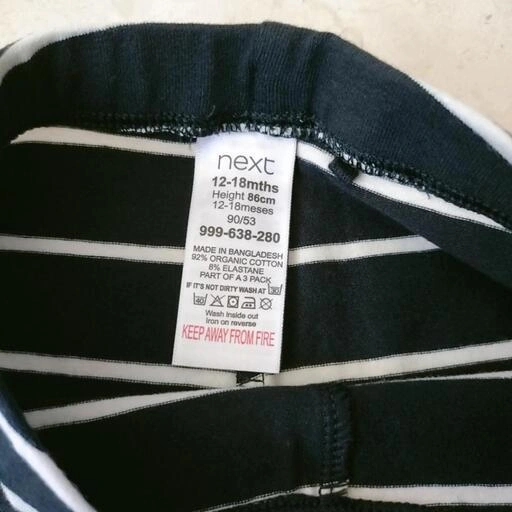 next
12-18mths
Height 86cm
12-18meses
90/53
999-638-280
MADE IN BANGLADESH
92% ORGANIC COTTON
8% ELASTANE
PART OF A 3 PACK
IF IT'S NOT DIRTY WASH AT 30
40
Wash inside out
Iron on reverse
KEEP AWAY FROM FIRE